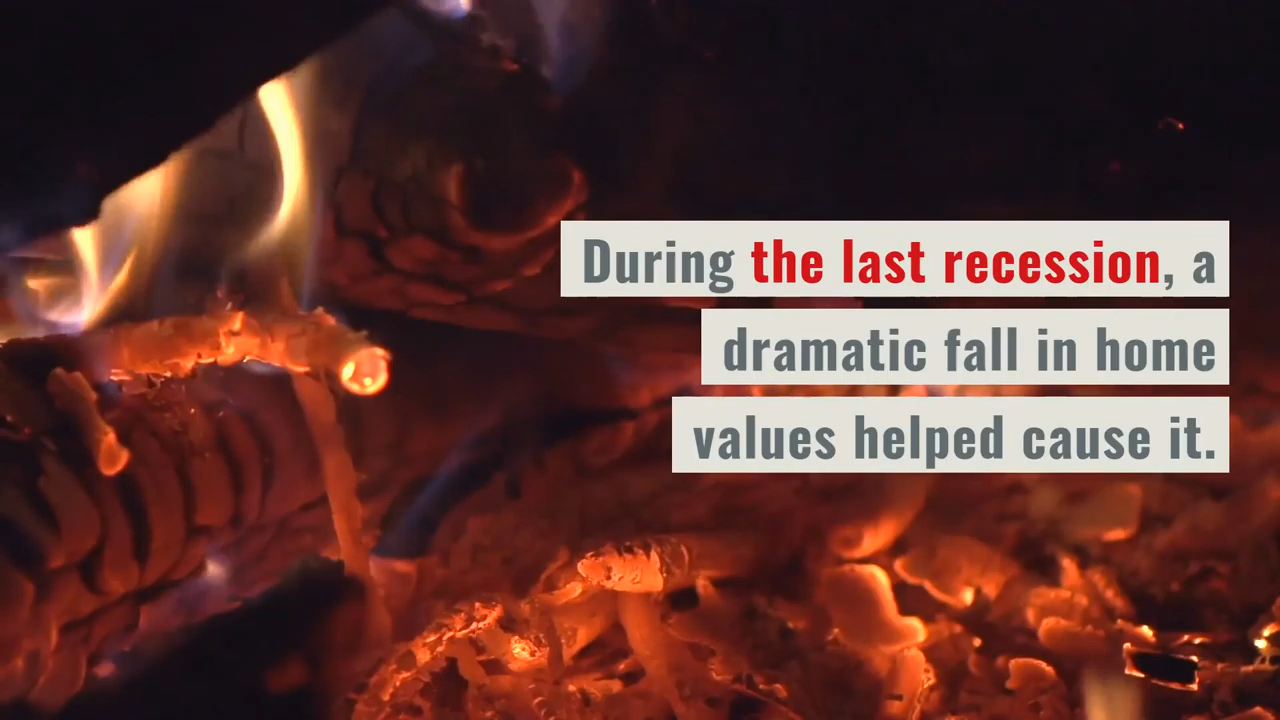 During the last recession, a
dramatic fall in home
values helped cause it.